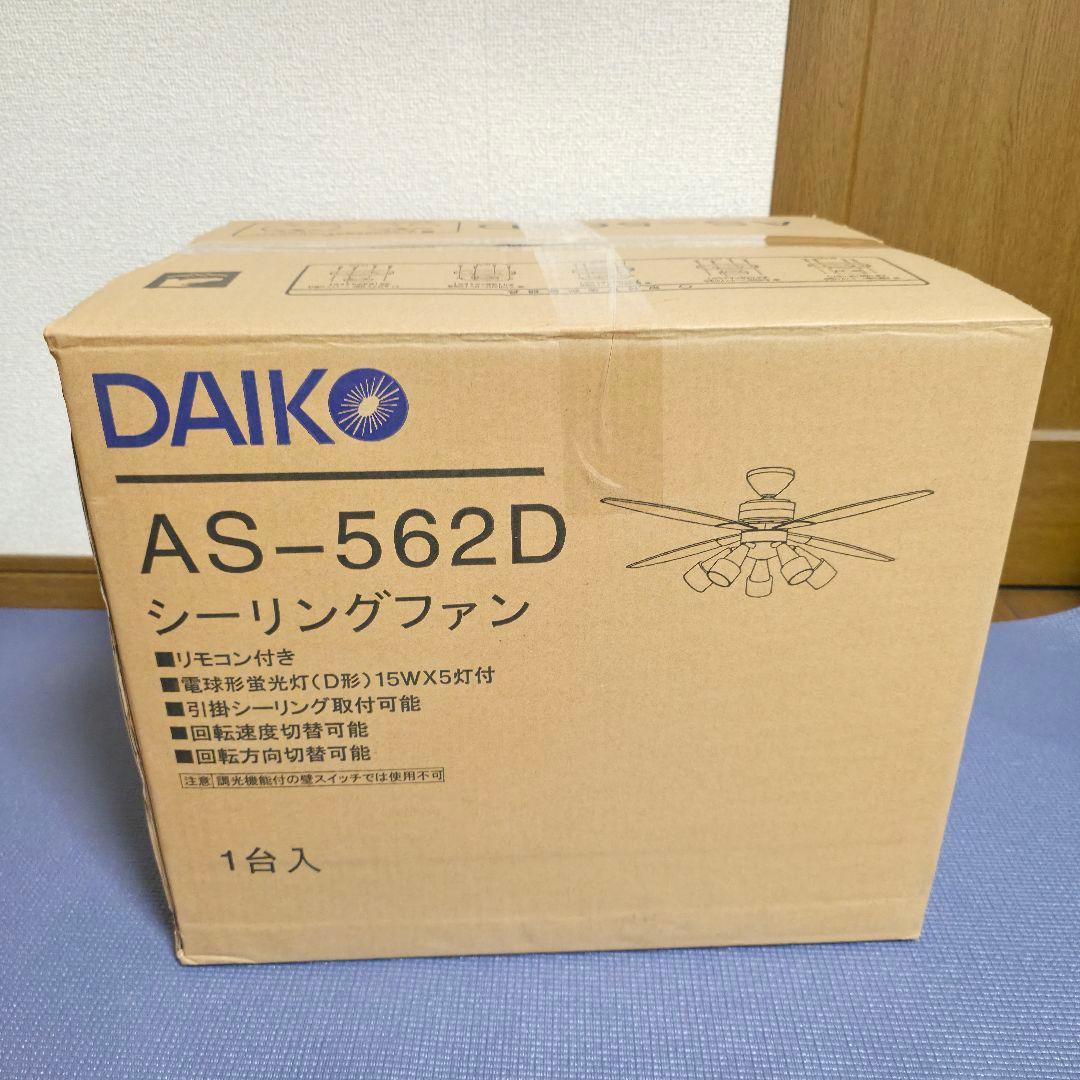 DAIKO
AS-562D
シーリングファン
■リモコン付き
■電球形蛍光灯(D形)15WX5灯付
■引掛シーリング取付可能
■回転速度切替可能
■回転方向切替可能
注意 調光機能付の壁スイッチでは使用不可
1台入